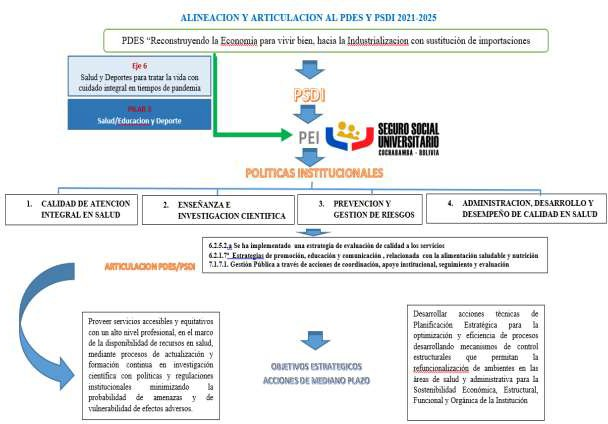 ALINEACION Y ARTICULACION AL PDES Y PSDI 2021-2025
PDES “Reconstruyendo la Economia para vivir bien, hacia la Industrializacion con sustitución de importaciones
Eje 6
Salud y Deportes para tratar la vida con
cuidado integral en tiempos de pandemia
PILAR 3
Salud/Educacion y Deporte
PSDI
PEI
SEGURO SOCIAL
UNIVERSITARIO
COCHABAMBA - BOLIVIA
POLITICAS INSTITUCIONALES
1. CALIDAD DE ATENCION
INTEGRAL EN SALUD
2. ENSEÑANZA E
INVESTIGACION CIENTIFICA
3. PREVENCION Y
GESTION DE RIESGOS
4. ADMINISTRACION, DESARROLLO Y
DESEMPEÑO DE CALIDAD EN SALUD
ARTICULACION PDES/PSDI
6.2.5.2.a Se ha implementado una estrategia de evaluación de calidad a los servicios
6.2.1.7° Estrategias de promoción, educación y comunicación , relacionada con la alimentación saludable y nutrición
7.1.7.1. Gestión Pública a través de acciones de coordinación, apoyo institucional, seguimiento y evaluación
Proveer servicios accesibles y equitativos
con un alto nivel profesional, en el marco
de la disponibilidad de recursos en salud,
mediante procesos de actualización y
formación continua en investigación
científica con políticas y regulaciones
institucionales minimizando la
probabilidad de amenazas y de
vulnerabilidad de efectos adversos.
OBJETIVOS ESTRATEGICOS
ACCIONES DE MEDIANO PLAZO
Desarrollar acciones técnicas de
Planificación Estratégica para la
optimización y eficiencia de procesos
desarrollando mecanismos de control
estructurales que permitan la
refuncionalización de ambientes en las
áreas de salud y administrativa para la
Sostenibilidad Económica, Estructural,
Funcional y Orgánica de la Institución